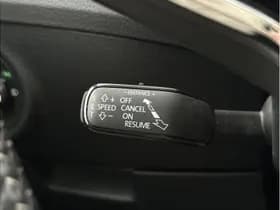 - DISTANCE +
+ OFF
SPEED CANCEL
- ON
RESUME